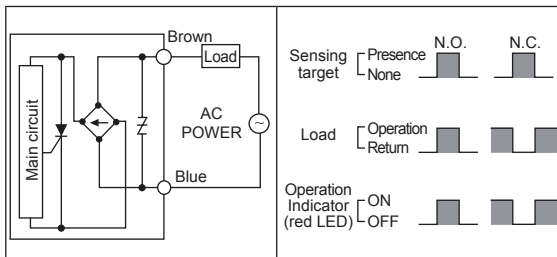 Brown
Load
Main circuit
AC
POWER
~
Blue
N.O.
N.C.
Sensing
target
Presence
None
Load
Operation
Return
Operation
Indicator
(red LED)
ON
OFF